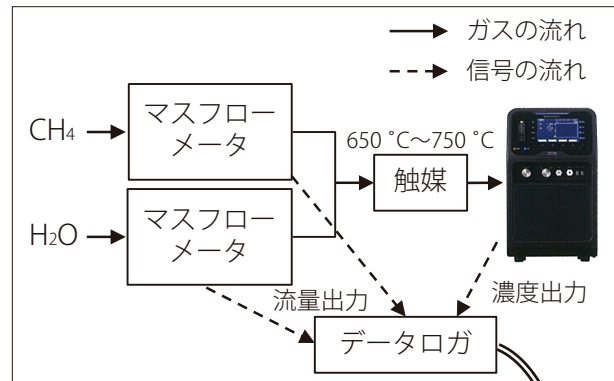 ガスの流れ
信号の流れ
マスフロー
メータ
CH₄
650 ˚C～750 ˚C
触媒
マスフロー
メータ
H₂O
流量出力
濃度出力
データロガ